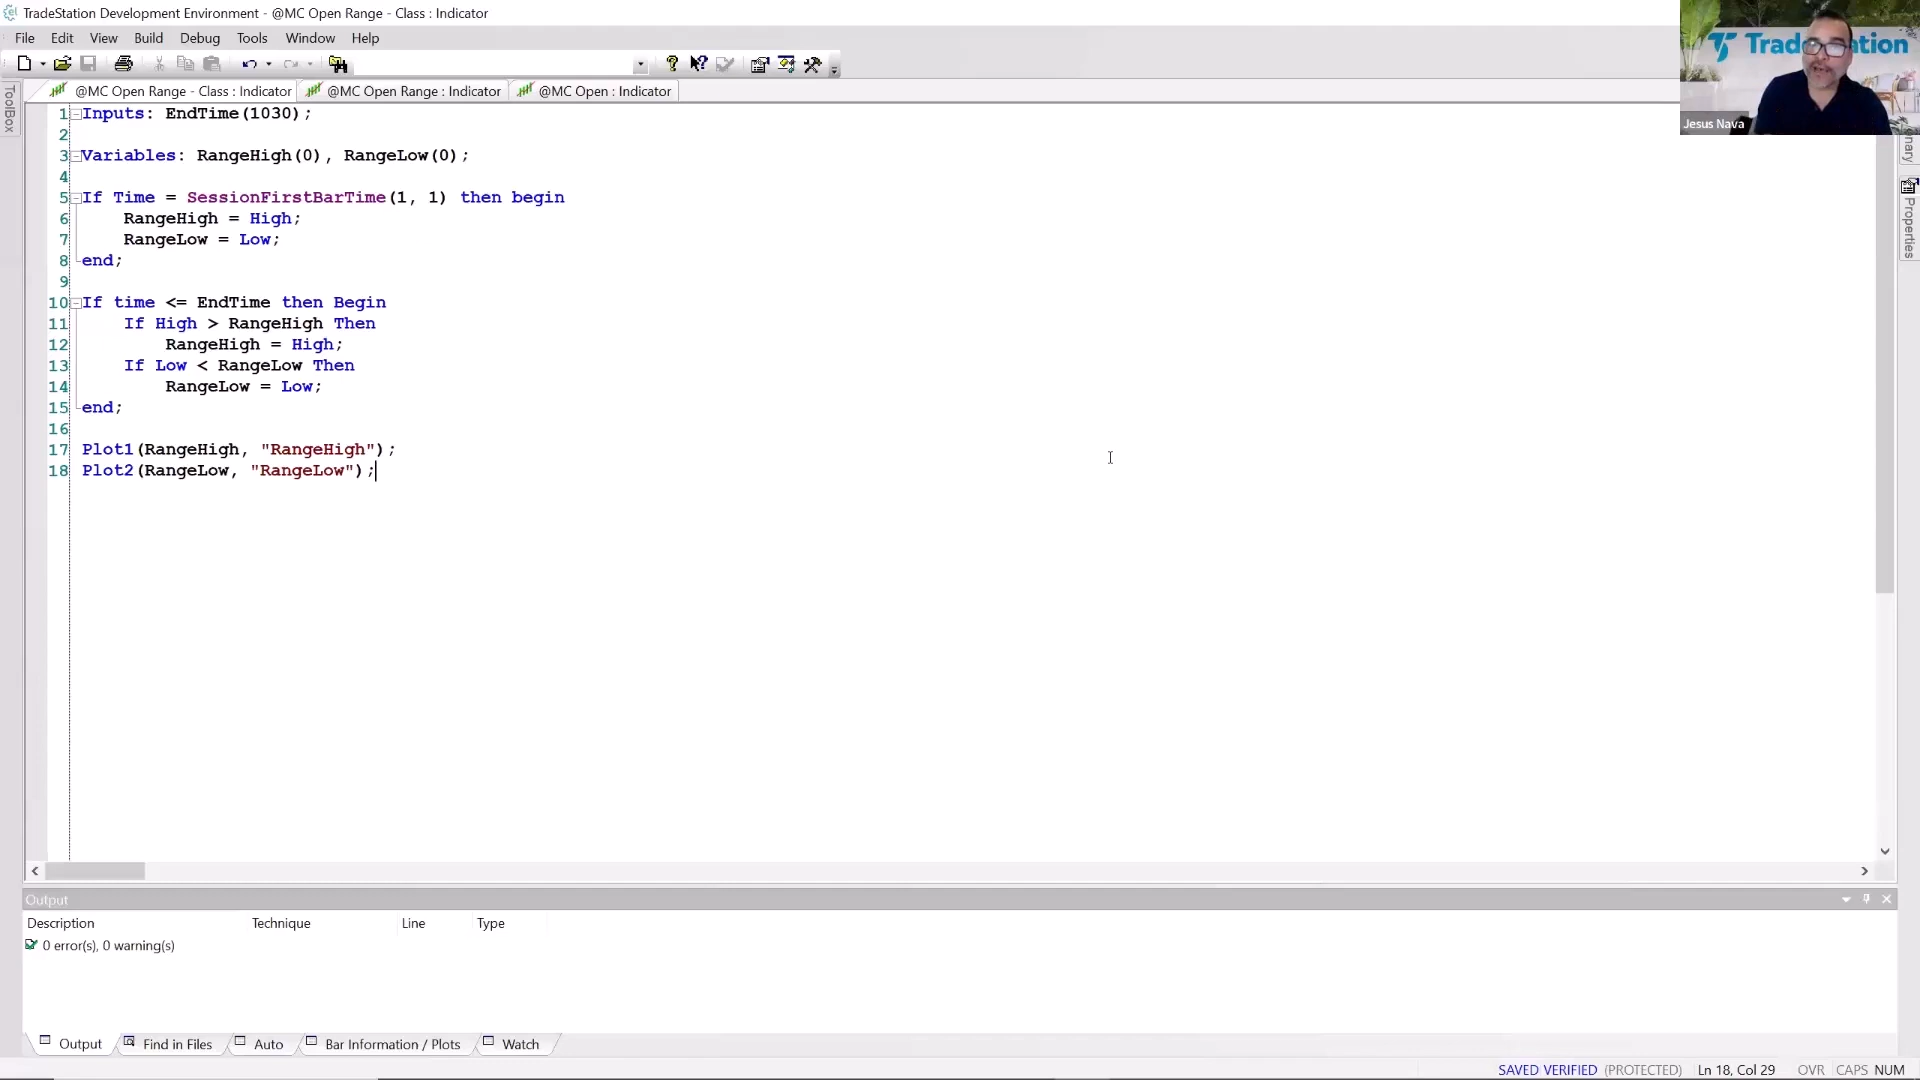 TradeStation Development Environment - @MC Open Range - Class : Indicator
File Edit View Build Debug Tools Window Help
TradeStation
Jesus Nava
ToolBox
@MC Open Range - Class : Indicator @MC Open Range : Indicator @MC Open : Indicator
Properties
1 Inputs: EndTime(1030);
2
3 Variables: RangeHigh(0), RangeLow(0);
4
5 If Time = SessionFirstBarTime(1, 1) then begin
6 RangeHigh = High;
7 RangeLow = Low;
8 end;
9
10 If time <= EndTime then Begin
11 If High > RangeHigh Then
12 RangeHigh = High;
13 If Low < RangeLow Then
14 RangeLow = Low;
15 end;
16
17 Plot1(RangeHigh, "RangeHigh");
18 Plot2(RangeLow, "RangeLow");
Output
Description Technique Line Type
0 error(s), 0 warning(s)
Output Find in Files Auto Bar Information / Plots Watch
SAVED VERIFIED (PROTECTED) Ln 18, Col 29 OVR CAPS NUM